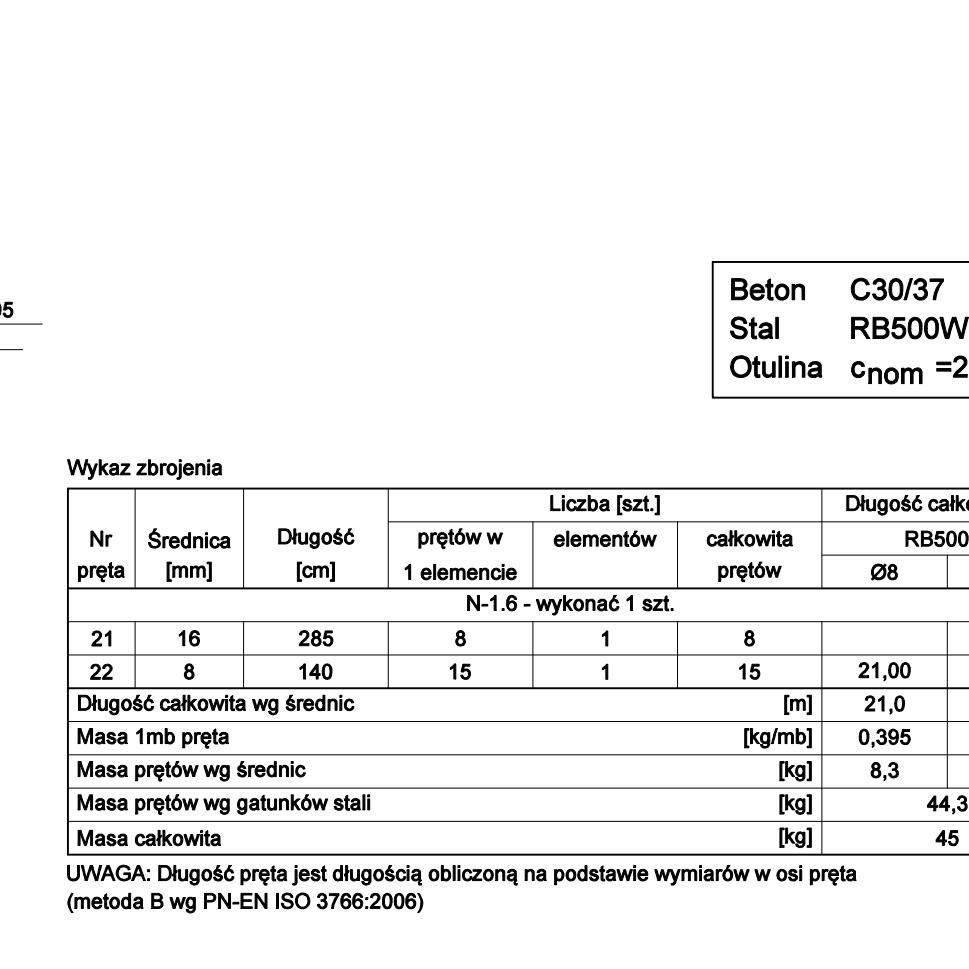 Beton C30/37
Stal RB500W
Otulina cnom =2
Wykaz zbrojenia
Nr pręta Średnica [mm] Długość [cm] Liczba [szt.] Długość
prętów w 1 elemencie elementów całkowita prętów RB500
Ø8
N-1.6 - wykonać 1 szt.
21 16 285 8 1 8
22 8 140 15 1 15 21,00
Długość całkowita wg średnic [m] 21,0
Masa 1mb pręta [kg/mb] 0,395
Masa prętów wg średnic [kg] 8,3
Masa prętów wg gatunków stali [kg] 44,3
Masa całkowita [kg] 45
UWAGA: Długość pręta jest długością obliczoną na podstawie wymiarów w osi pręta
(metoda B wg PN-EN ISO 3766:2006)